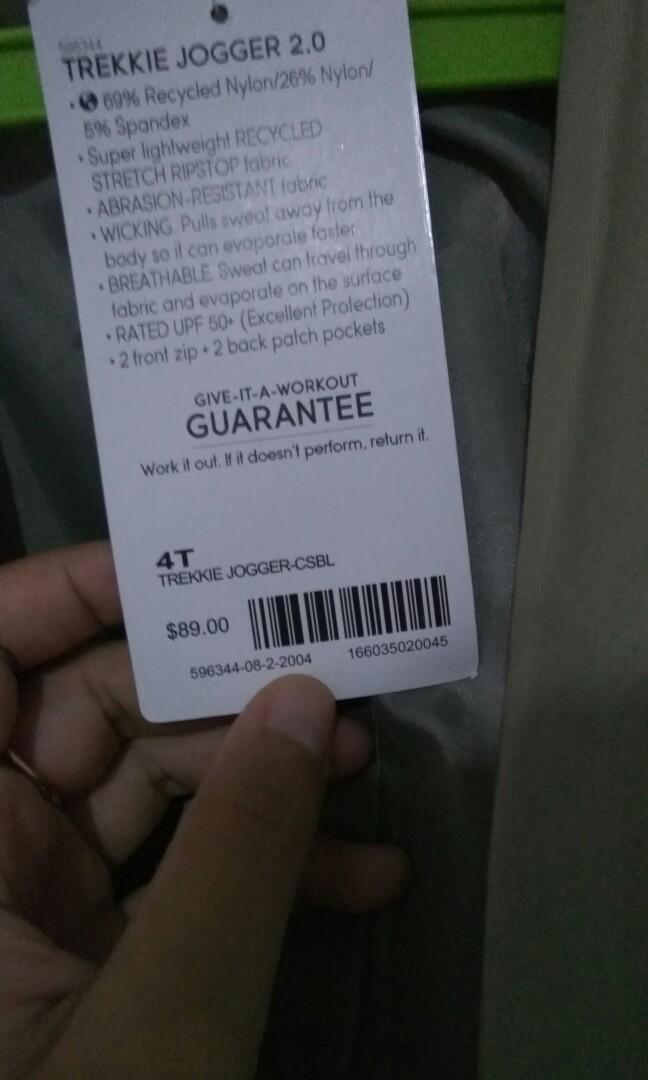 596344
TREKKIE JOGGER 2.0
• 69% Recycled Nylon/26% Nylon/
5% Spandex
• Super lightweight RECYCLED
STRETCH RIPSTOP fabric
• ABRASION-RESISTANT fabric
• WICKING. Pulls sweat away from the
body so it can evaporate faster
• BREATHABLE. Sweat can travel through
fabric and evaporate on the surface
• RATED UPF 50+ (Excellent Protection)
• 2 front zip + 2 back patch pockets
GIVE-IT-A-WORKOUT
GUARANTEE
Work it out. If it doesn't perform, return it.
4T
TREKKIE JOGGER-CSBL
$89.00
596344-08-2-2004 166035020045